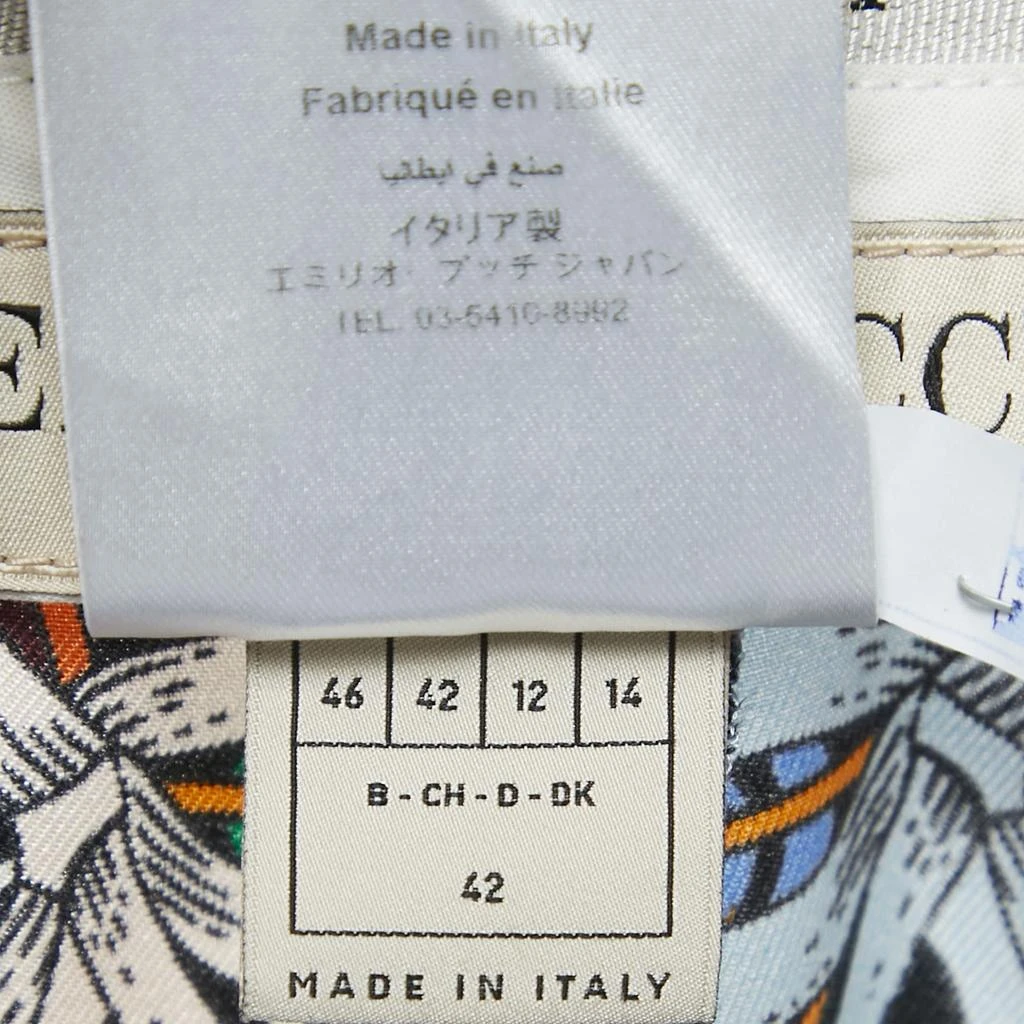 Made in Italy
Fabriqué en Italie
صنع في ايطاليا
イタリア製
エミリオ・プッチ ジャパン
TEL. 03-5410-8992
E
CC
46 42 12 14
B - CH - D - DK
42
MADE IN ITALY